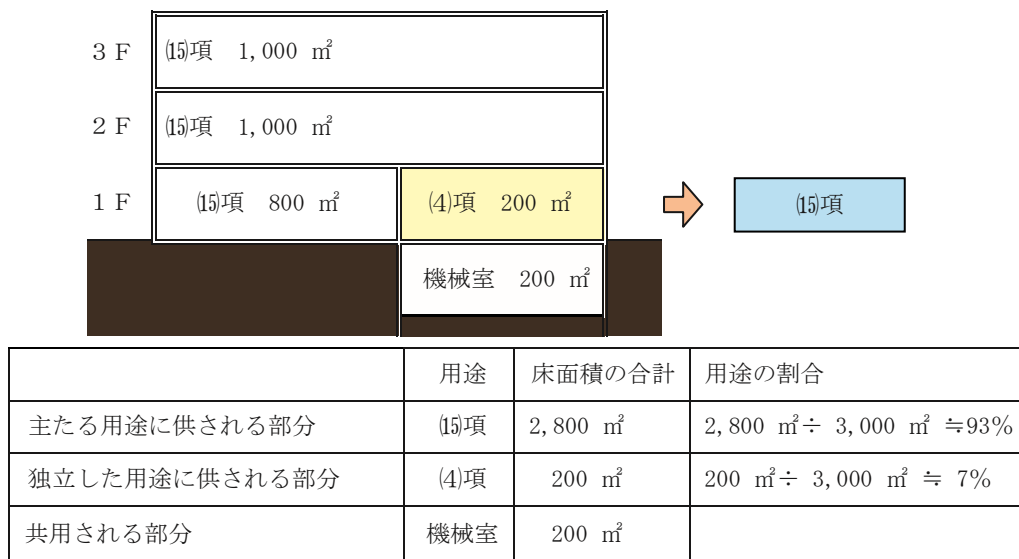 ３Ｆ ⒂項 1,000 ㎡
２Ｆ ⒂項 1,000 ㎡
１Ｆ ⒂項 800 ㎡ ⑷項 200 ㎡ ⒂項
機械室 200 ㎡
用途 床面積の合計 用途の割合
主たる用途に供される部分 ⒂項 2,800 ㎡ 2,800 ㎡÷ 3,000 ㎡ ≒93%
独立した用途に供される部分 ⑷項 200 ㎡ 200 ㎡÷ 3,000 ㎡ ≒ 7%
共用される部分 機械室 200 ㎡